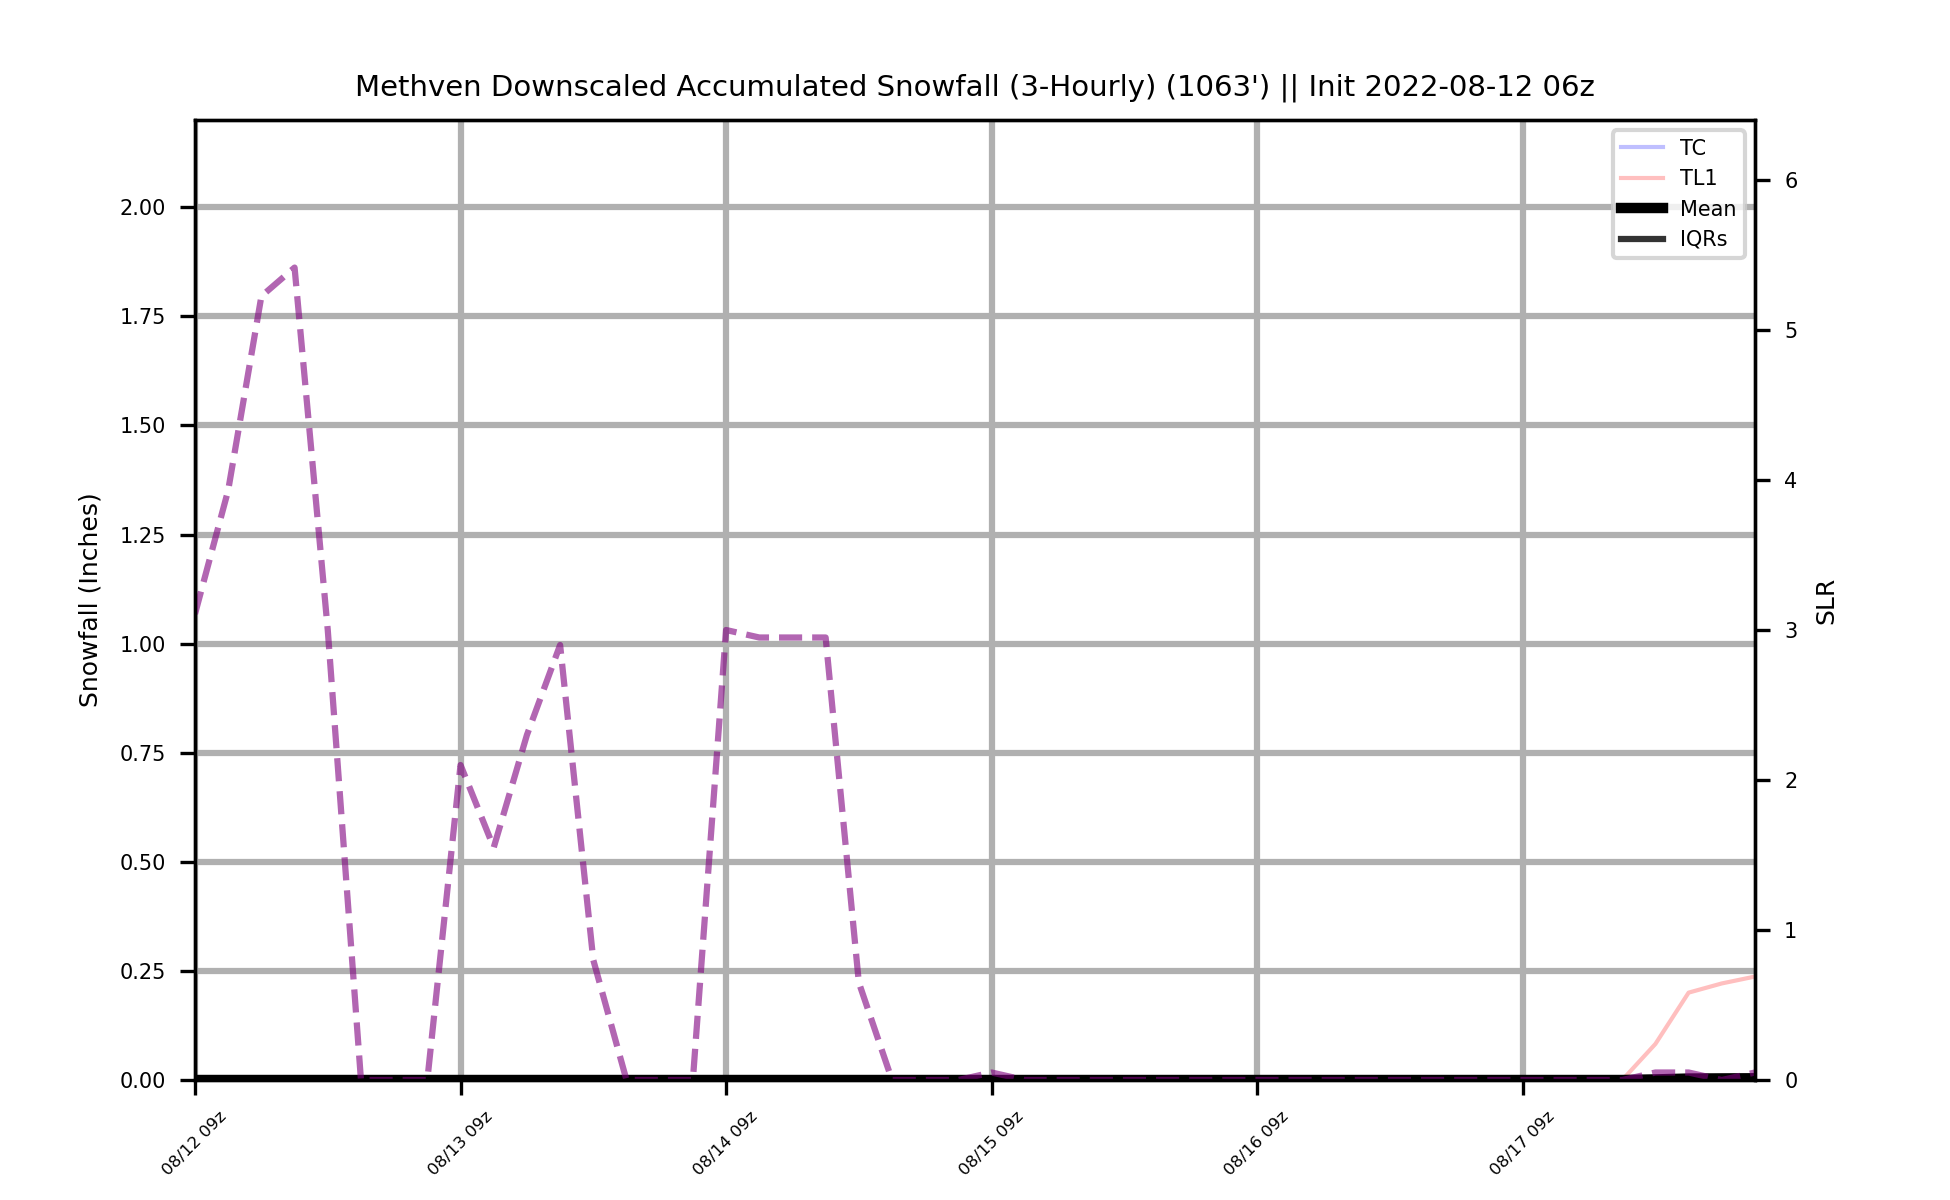 Methven Downscaled Accumulated Snowfall (3-Hourly) (1063') || Init 2022-08-12 06z
TC
TL1
Mean
IQRs
Snowfall (Inches)
2.00
1.75
1.50
1.25
1.00
0.75
0.50
0.25
0.00
6
5
4
3
2
1
0
SLR
08/12 09z
08/13 09z
08/14 09z
08/15 09z
08/16 09z
08/17 09z